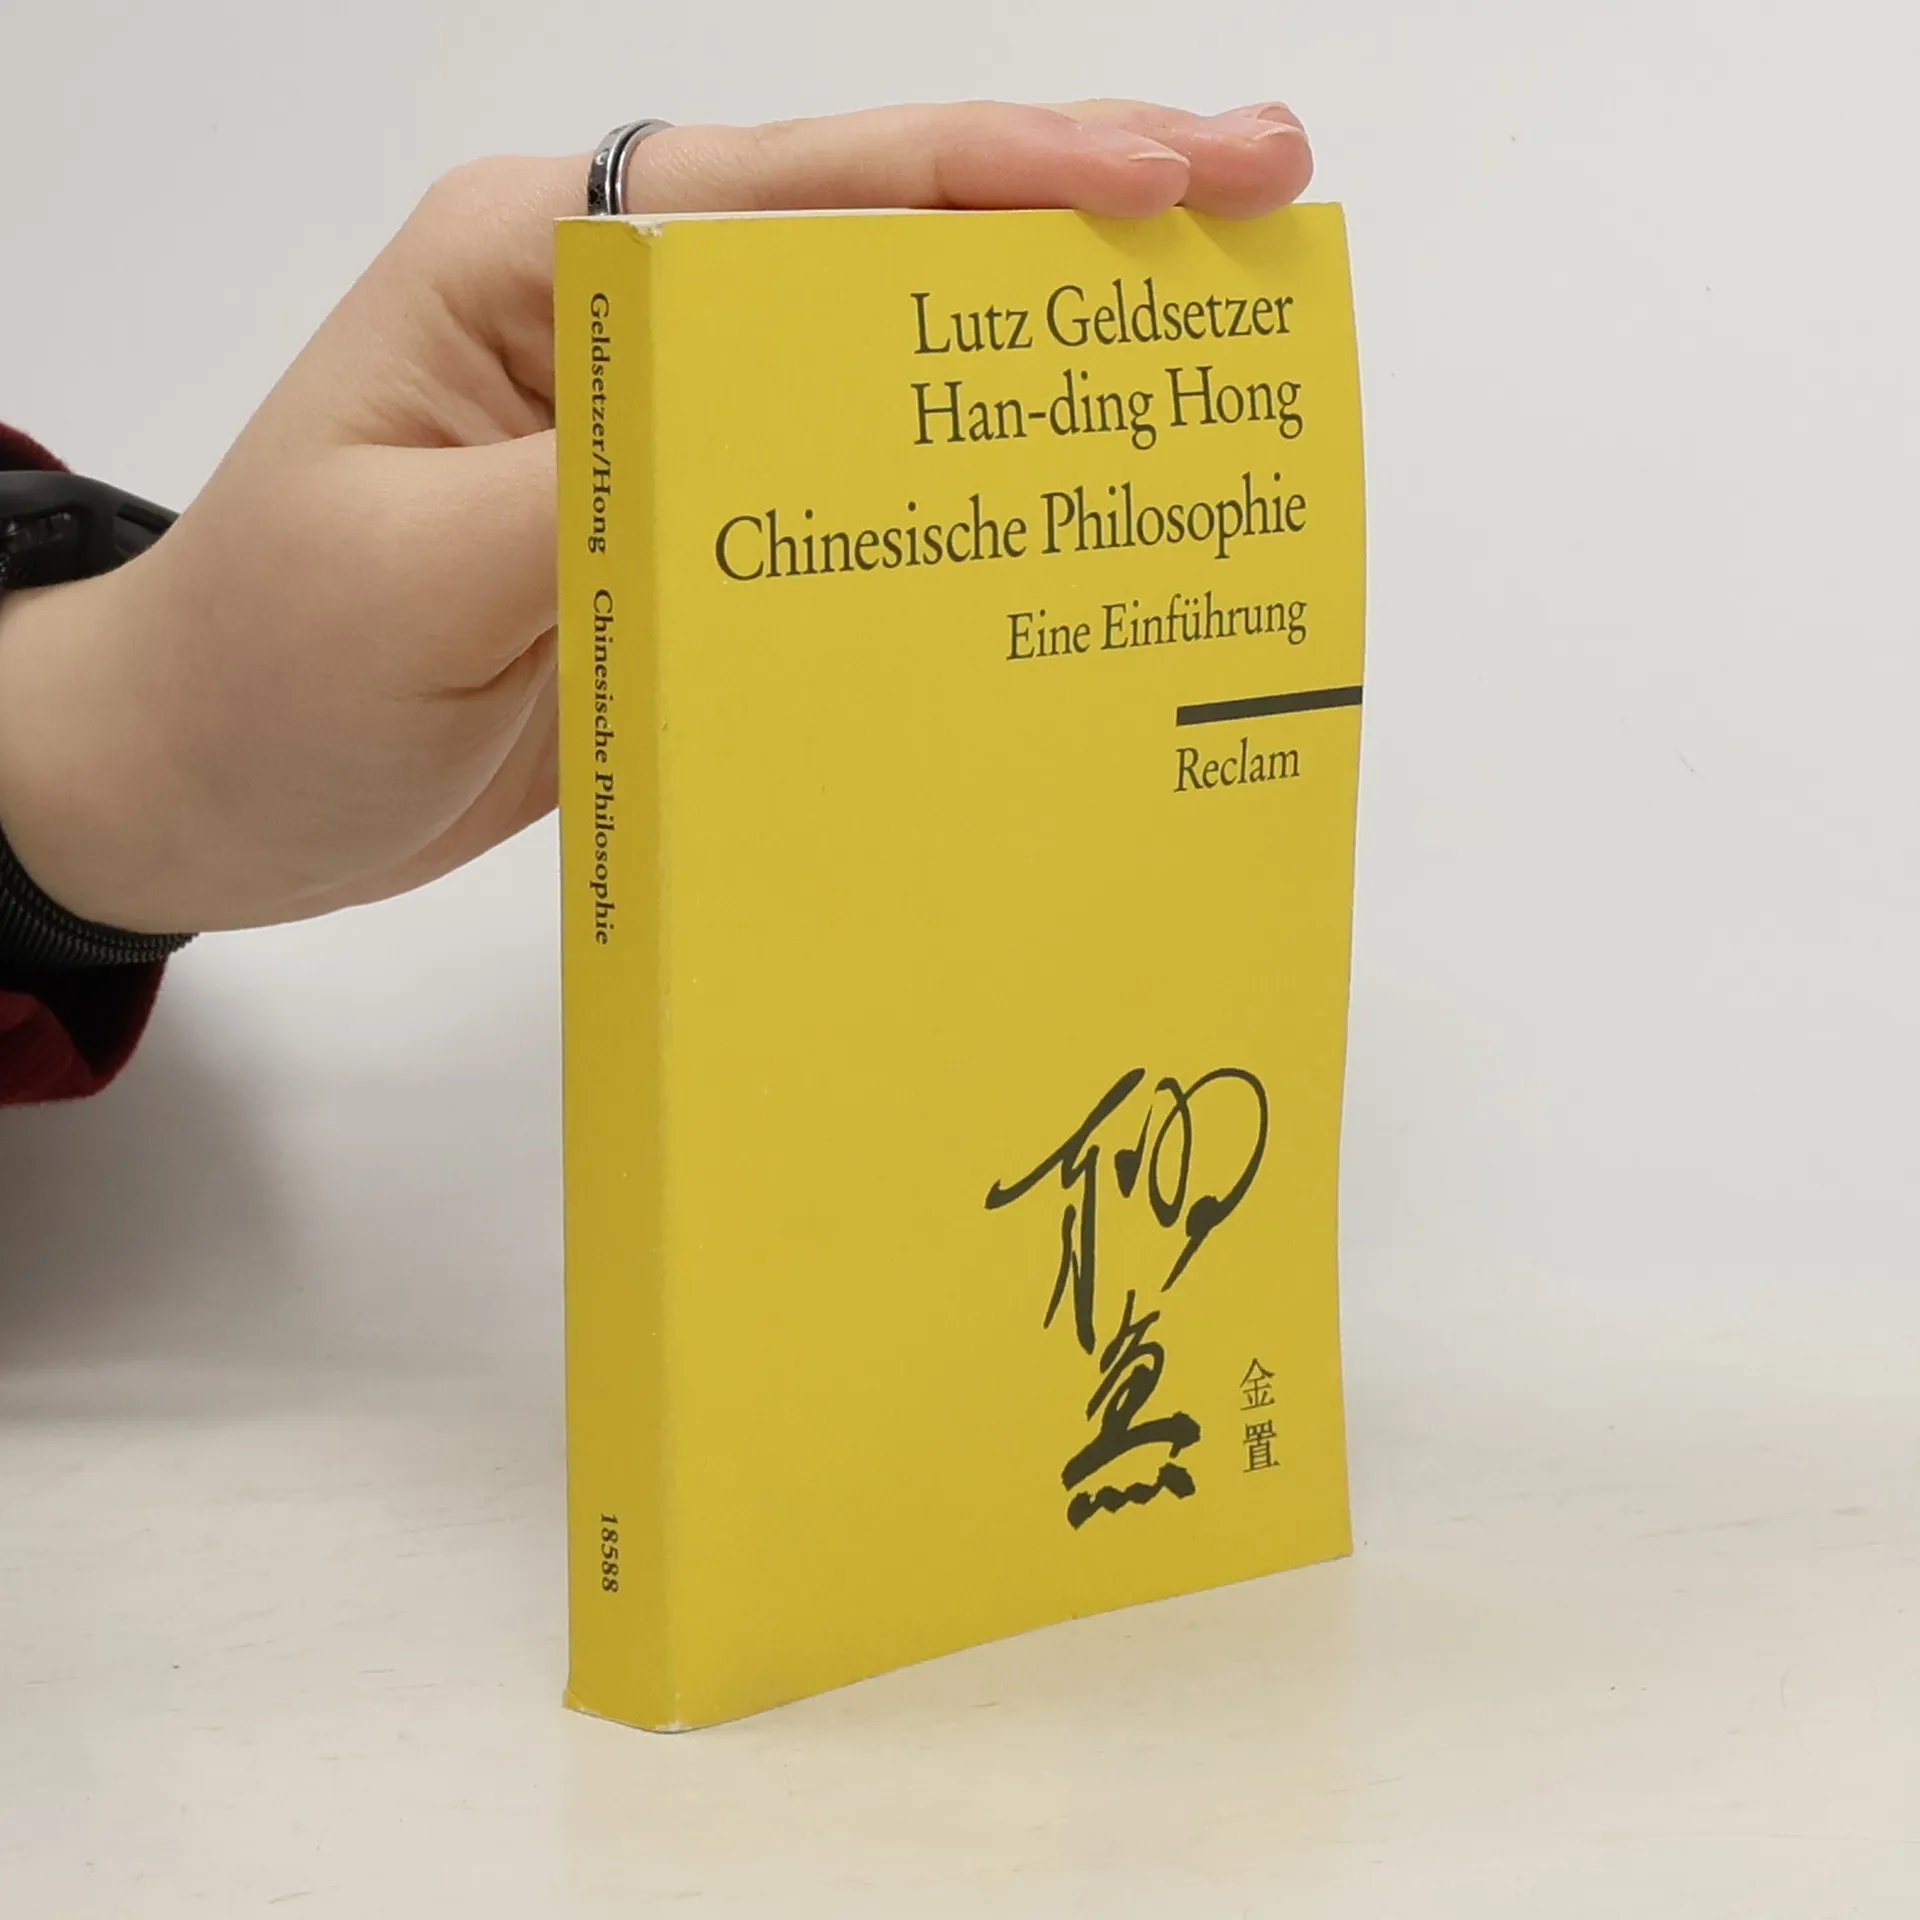 Geldsetzer/Hong Chinesische Philosophie 18588
Lutz Geldsetzer
Han-ding Hong
Chinesische Philosophie
Eine Einführung
Reclam
金
置